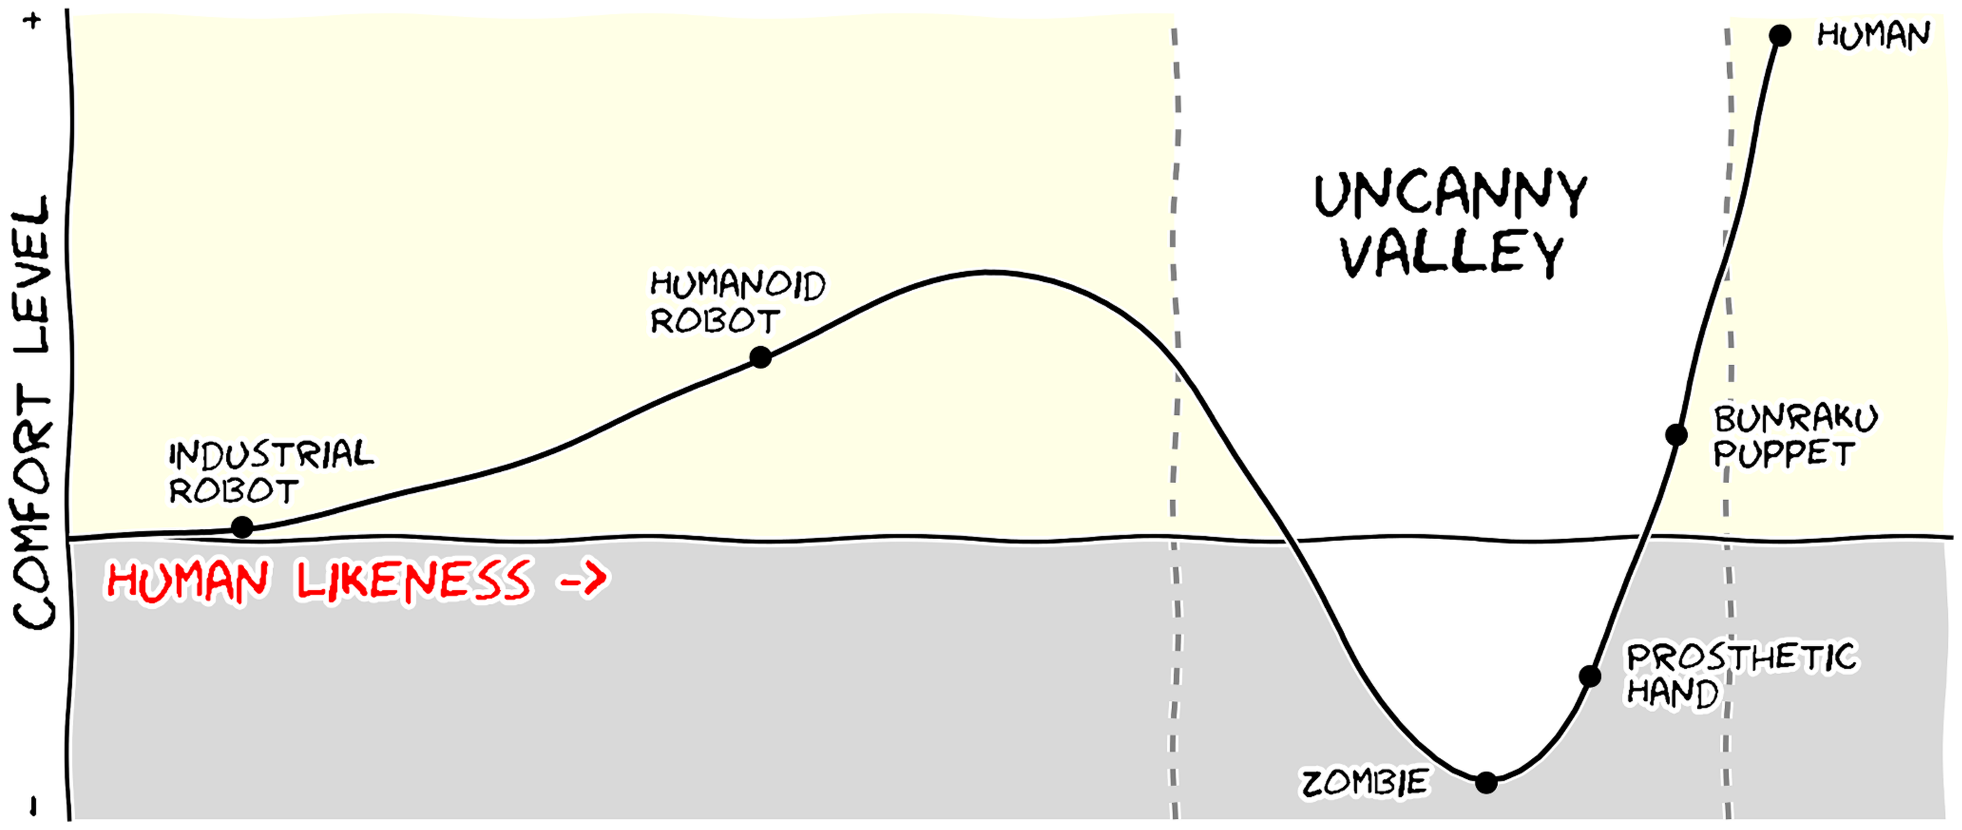 +
COMFORT LEVEL
-
HUMAN LIKENESS ->
INDUSTRIAL
ROBOT
HUMANOID
ROBOT
UNCANNY
VALLEY
ZOMBIE
PROSTHETIC
HAND
BUNRAKU
PUPPET
HUMAN